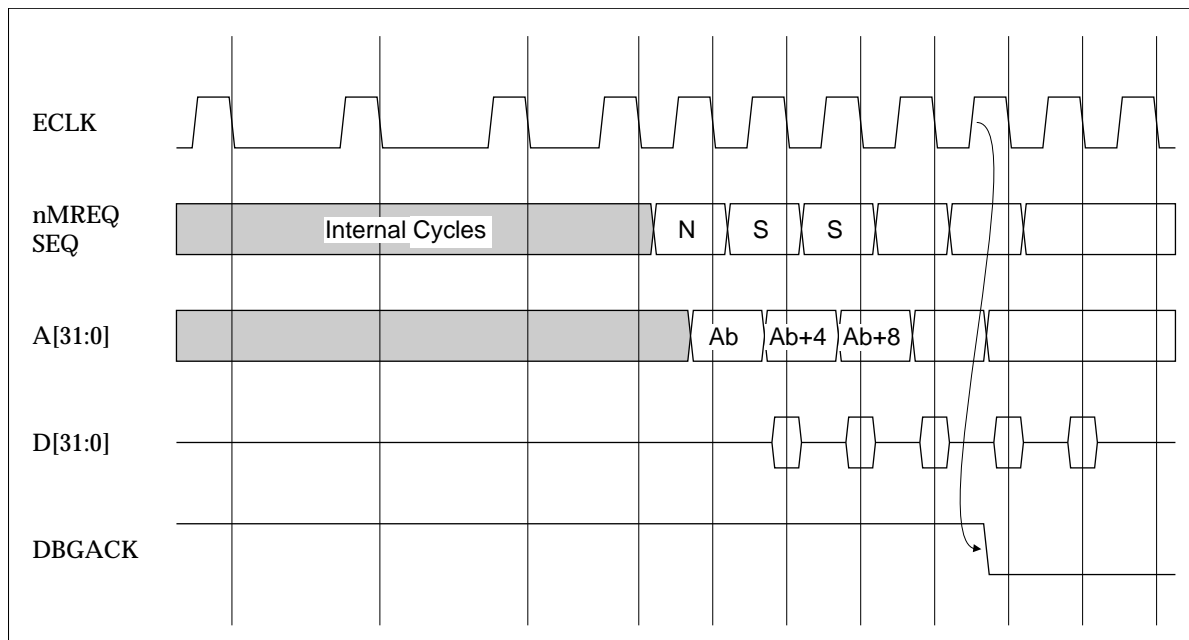 ECLK
nMREQ
SEQ
Internal Cycles
N
S
S
A[31:0]
Ab
Ab+4
Ab+8
D[31:0]
DBGACK